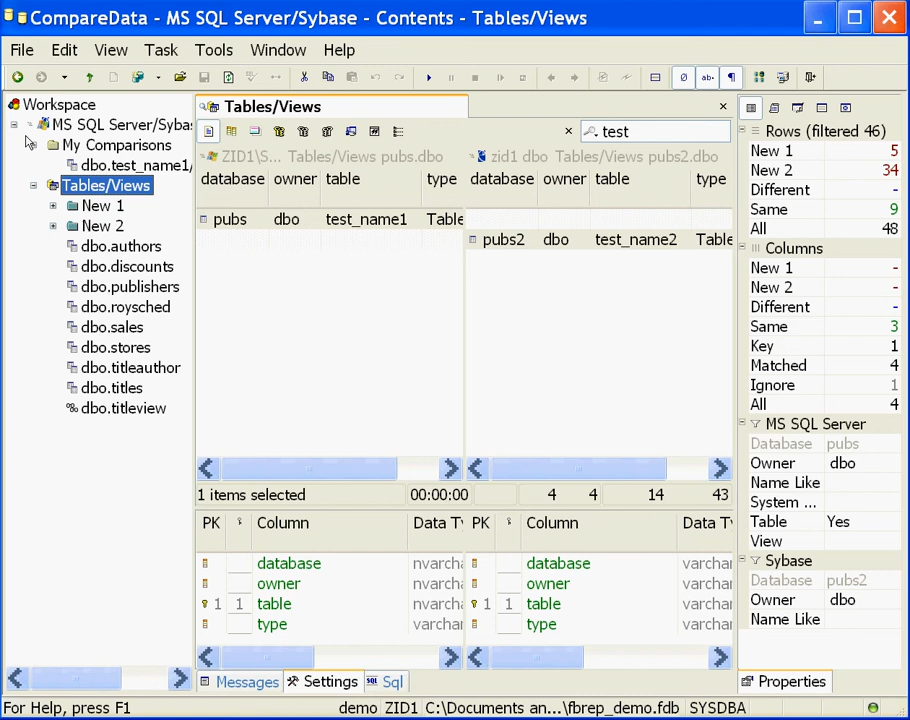 CompareData - MS SQL Server/Sybase - Contents - Tables/Views
File Edit View Task Tools Window Help
Workspace
MS SQL Server/Sybas
My Comparisons
dbo.test_name1/
Tables/Views
New 1
New 2
dbo.authors
dbo.discounts
dbo.publishers
dbo.roysched
dbo.sales
dbo.stores
dbo.titleauthor
dbo.titles
dbo.titleview
Tables/Views
ab
test
ZID1\S... Tables/Views pubs.dbo
zid1 dbo Tables/Views pubs2.dbo
database owner table type
database owner table type
pubs dbo test_name1 Table
pubs2 dbo test_name2 Table
1 items selected 00:00:00 4 4 14 43
PK Column Data Ty
PK Column Data Ty
database nvarcha
owner nvarcha
1 1 table nvarcha
type varchar
database varchar
owner varchar
1 1 table varchar
type varchar
Messages Settings SQL Sql
Rows (filtered 46)
New 1 5
New 2 34
Different -
Same 9
All 48
Columns
New 1 -
New 2 -
Different -
Same 3
Key 1
Matched 4
Ignore 1
All 4
MS SQL Server
Database pubs
Owner dbo
Name Like
System ...
Table Yes
View
Sybase
Database pubs2
Owner dbo
Name Like
Properties
For Help, press F1 demo ZID1 C:\Documents an...\fbrep_demo.fdb SYSDBA